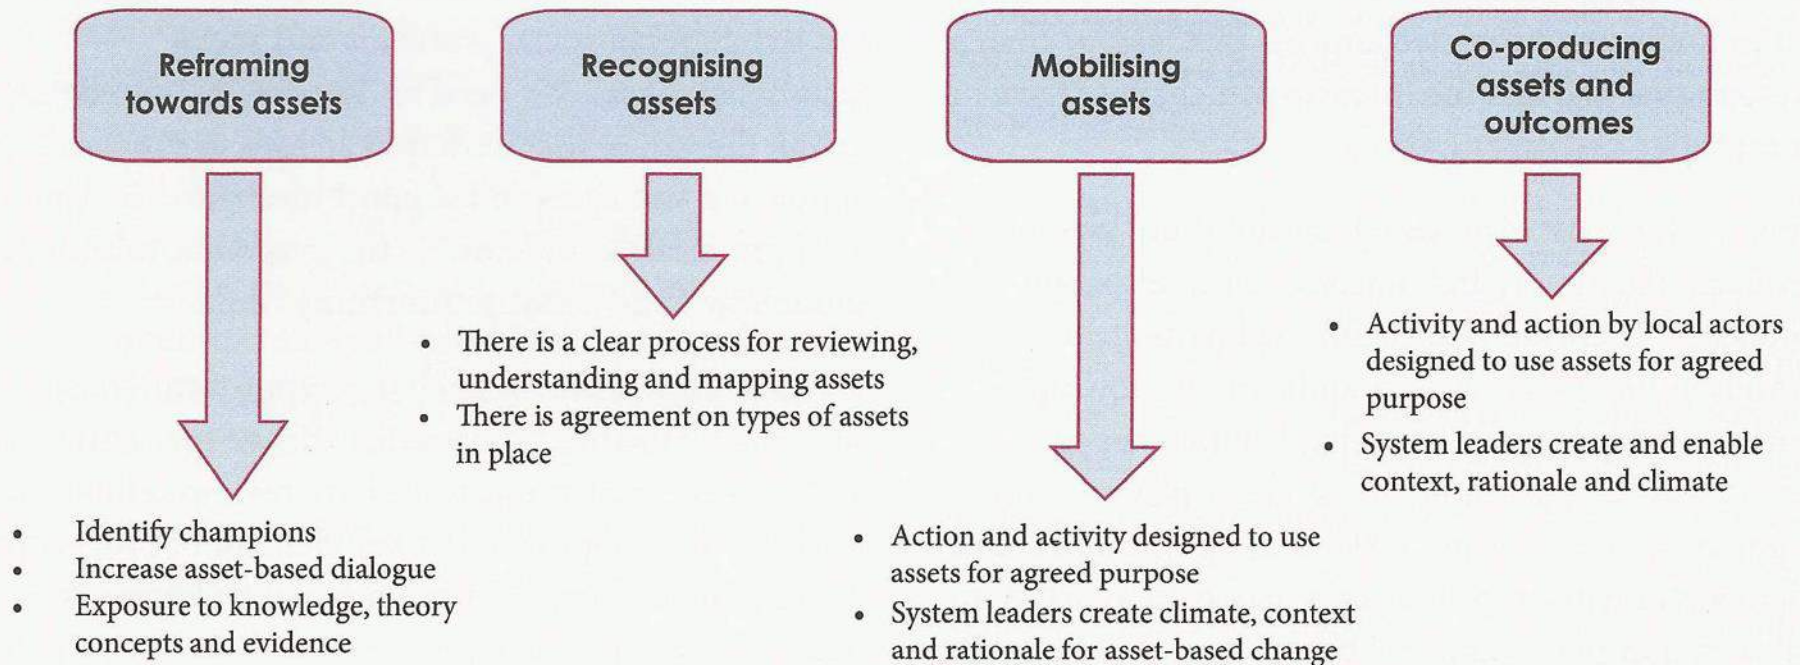 Reframing
towards assets
Recognising
assets
Mobilising
assets
Co-producing
assets and
outcomes
• Identify champions
• Increase asset-based dialogue
• Exposure to knowledge, theory
concepts and evidence
• There is a clear process for reviewing,
understanding and mapping assets
• There is agreement on types of assets
in place
• Action and activity designed to use
assets for agreed purpose
• System leaders create climate, context
and rationale for asset-based change
• Activity and action by local actors
designed to use assets for agreed
purpose
• System leaders create and enable
context, rationale and climate